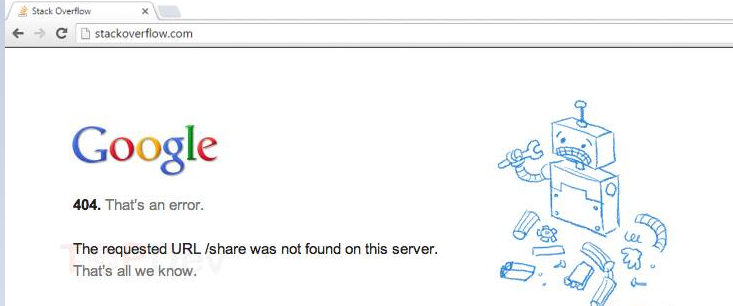 Stack Overflow
stackoverflow.com
Google
404. That's an error.
The requested URL /share was not found on this server.
That's all we know.